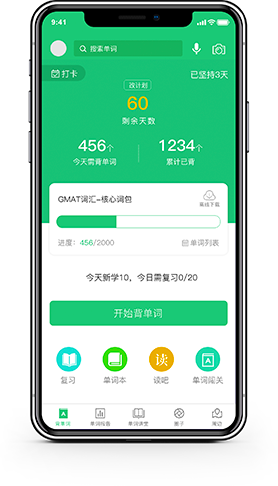 9:41
搜索单词
打卡
已坚持3天
改计划
60
剩余天数
456个
今天需背单词
1234个
累计已背
GMAT词汇-核心词包
离线下载
进度：456/2000
单词列表
今天新学10，今日需复习0/20
开始背单词
复习
单词本
读
读吧
单词闯关
背单词
单词报告
单词课堂
圈子
周边